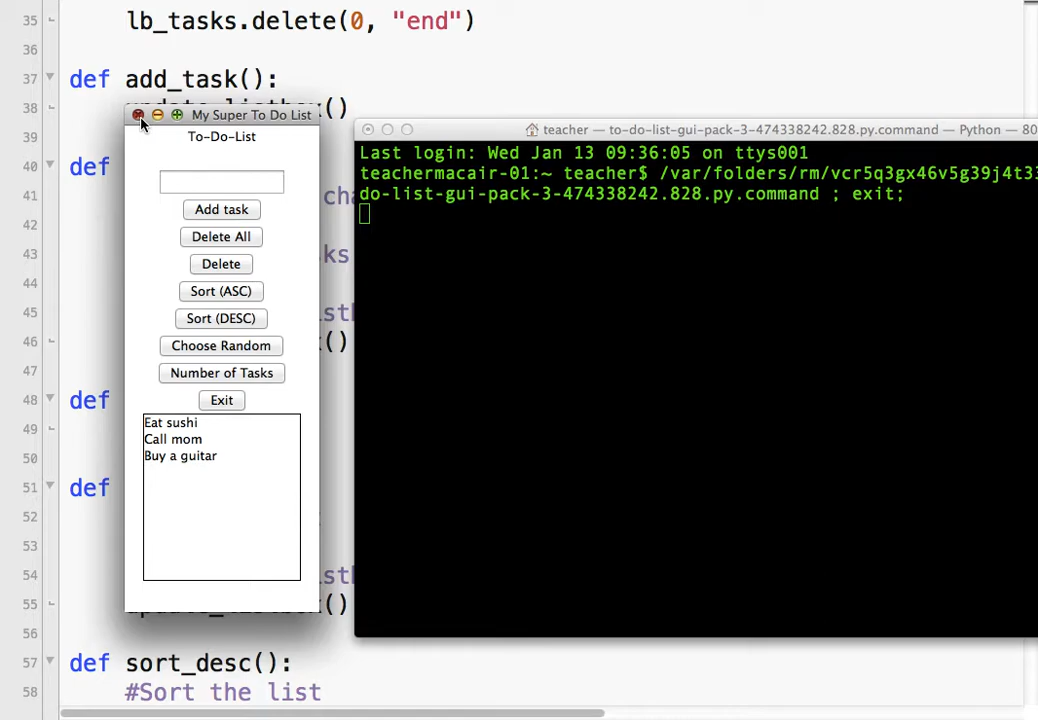 35 lb_tasks.delete(0, "end")
36
37 def add_task():
38
39
40 def
41
42
43
44
45
46
47
48 def
49
50
51 def
52
53
54
55
56
57 def sort_desc():
58 #Sort the list
My Super To Do List
To-Do-List
Add task
Delete All
Delete
Sort (ASC)
Sort (DESC)
Choose Random
Number of Tasks
Exit
Eat sushi
Call mom
Buy a guitar
teacher — to-do-list-gui-pack-3-474338242.828.py.command — Python — 80
Last login: Wed Jan 13 09:36:05 on ttys001
teachermacair-01:~ teacher$ /var/folders/rm/vcr5q3gx46v5g39j4t33
do-list-gui-pack-3-474338242.828.py.command ; exit;